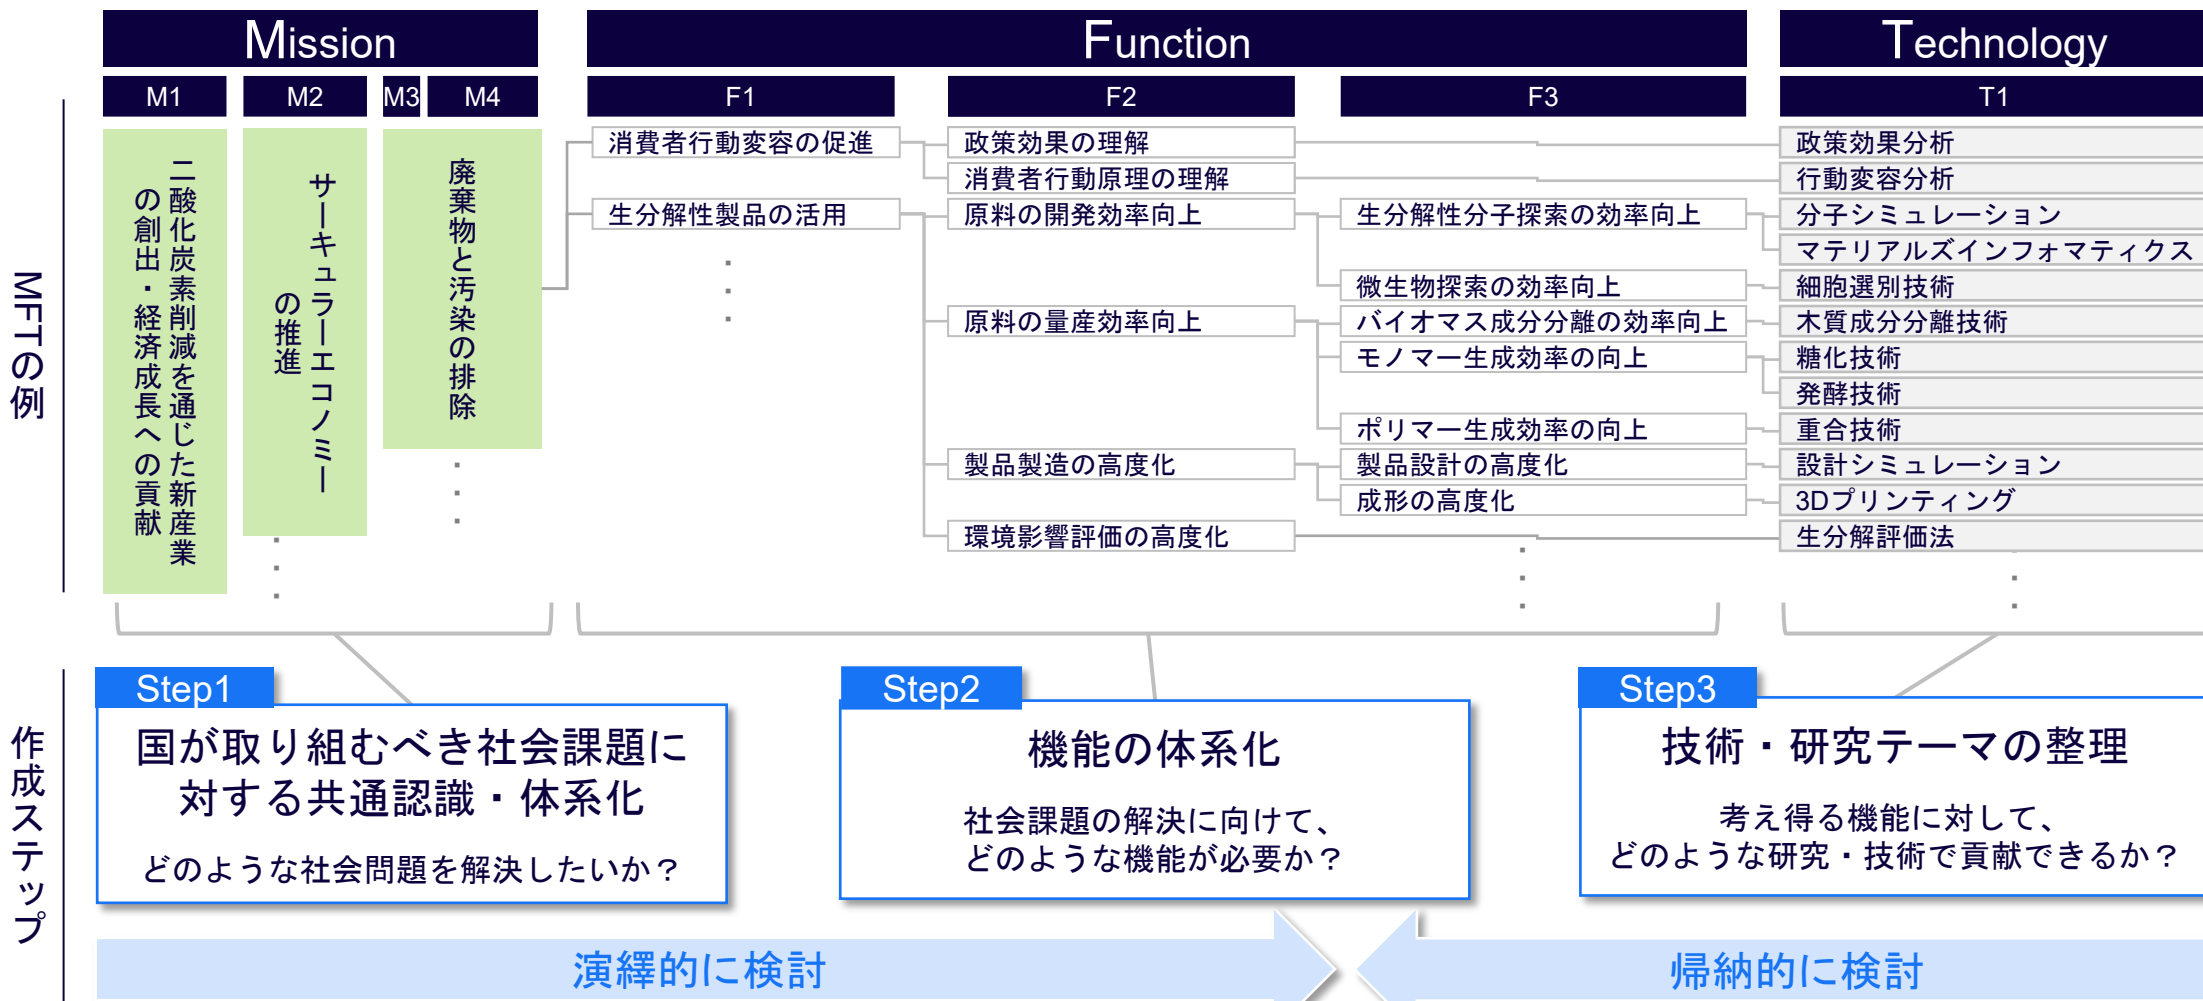 Mission
Function
Technology
M1
M2
M3
M4
F1
F2
F3
T1
MFTの例
二酸化炭素削減を通じた新産業
の創出・経済成長への貢献
サーキュラーエコノミー
の推進
廃棄物と汚染の排除
消費者行動変容の促進
政策効果の理解
政策効果分析
消費者行動原理の理解
行動変容分析
生分解性製品の活用
原料の開発効率向上
生分解性分子探索の効率向上
分子シミュレーション
マテリアルズインフォマティクス
微生物探索の効率向上
細胞選別技術
原料の量産効率向上
バイオマス成分分離の効率向上
木質成分分離技術
モノマー生成効率の向上
糖化技術
発酵技術
ポリマー生成効率の向上
重合技術
製品製造の高度化
製品設計の高度化
設計シミュレーション
成形の高度化
3Dプリンティング
環境影響評価の高度化
生分解評価法
作成ステップ
Step1
国が取り組むべき社会課題に
対する共通認識・体系化
どのような社会問題を解決したいか？
Step2
機能の体系化
社会課題の解決に向けて、
どのような機能が必要か？
Step3
技術・研究テーマの整理
考え得る機能に対して、
どのような研究・技術で貢献できるか？
演繹的に検討
帰納的に検討